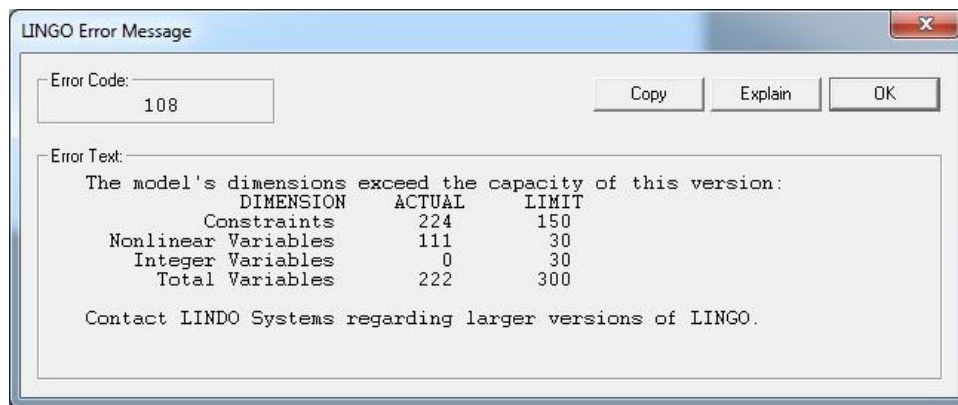 LINGO Error Message
x
Error Code:
108
Copy
Explain
OK
Error Text:
The model's dimensions exceed the capacity of this version:
DIMENSION ACTUAL LIMIT
Constraints 224 150
Nonlinear Variables 111 30
Integer Variables 0 30
Total Variables 222 300
Contact LINDO Systems regarding larger versions of LINGO.